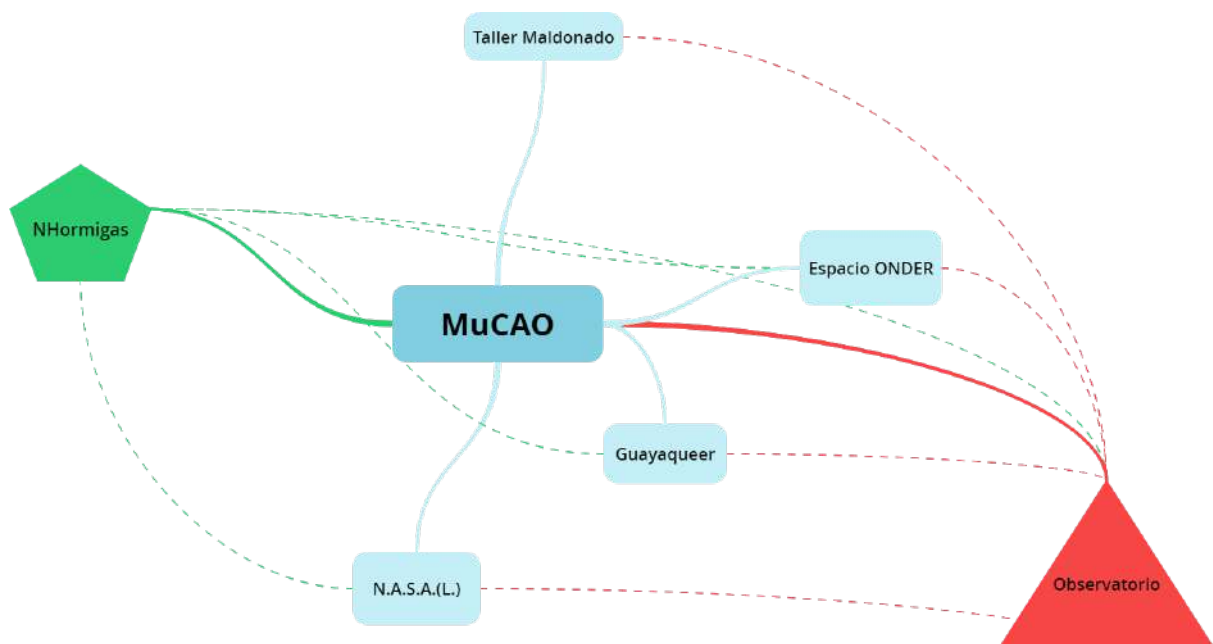 Taller Maldonado
NHormigas
Espacio ONDER
MuCAO
Guayaqueer
N.A.S.A.(L.)
Observatorio